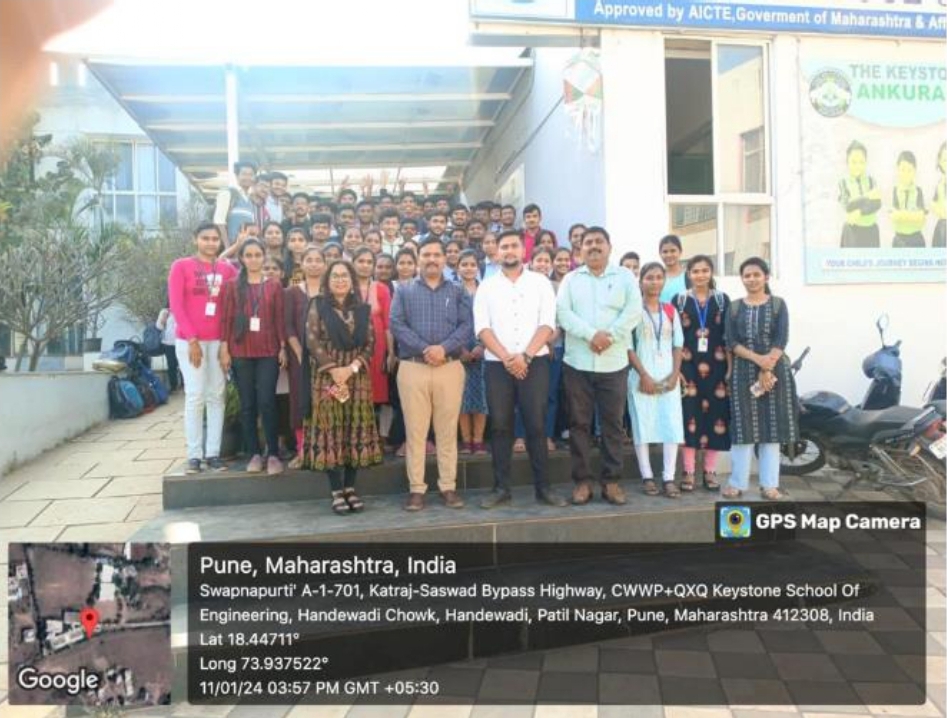 Approved by AICTE,Goverment of Maharashtra & Aff
THE KEYSTO
ANKURA
YOUR CHILD'S JOURNEY BEGINS HE
GPS Map Camera
Pune, Maharashtra, India
Swapnapurti' A-1-701, Katraj-Saswad Bypass Highway, CWWP+QXQ Keystone School Of
Engineering, Handewadi Chowk, Handewadi, Patil Nagar, Pune, Maharashtra 412308, India
Lat 18.44711°
Long 73.937522°
11/01/24 03:57 PM GMT +05:30
Google